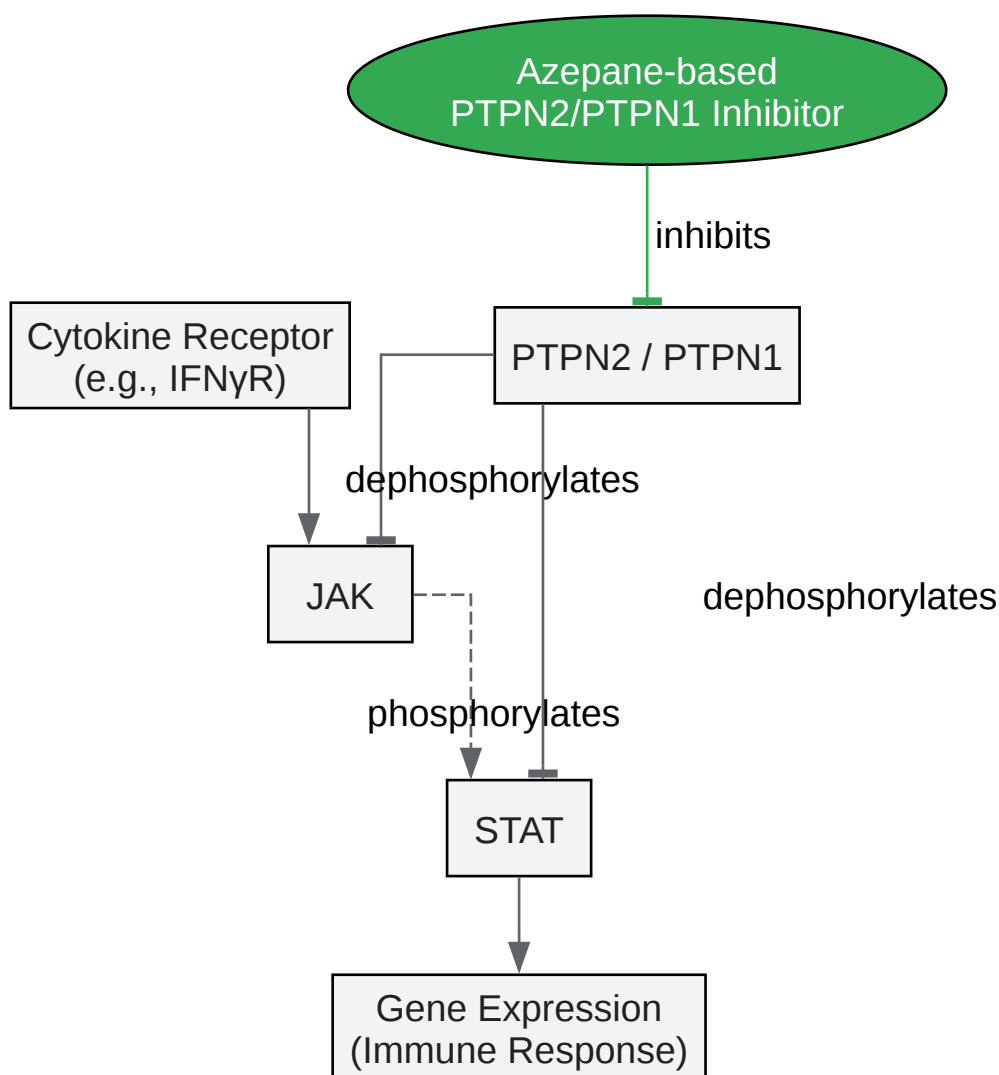 Azepane-based
PTPN2/PTPN1 Inhibitor
inhibits
Cytokine Receptor
(e.g., IFNγR)
PTPN2 / PTPN1
dephosphorylates
JAK
dephosphorylates
phosphorylates
STAT
Gene Expression
(Immune Response)